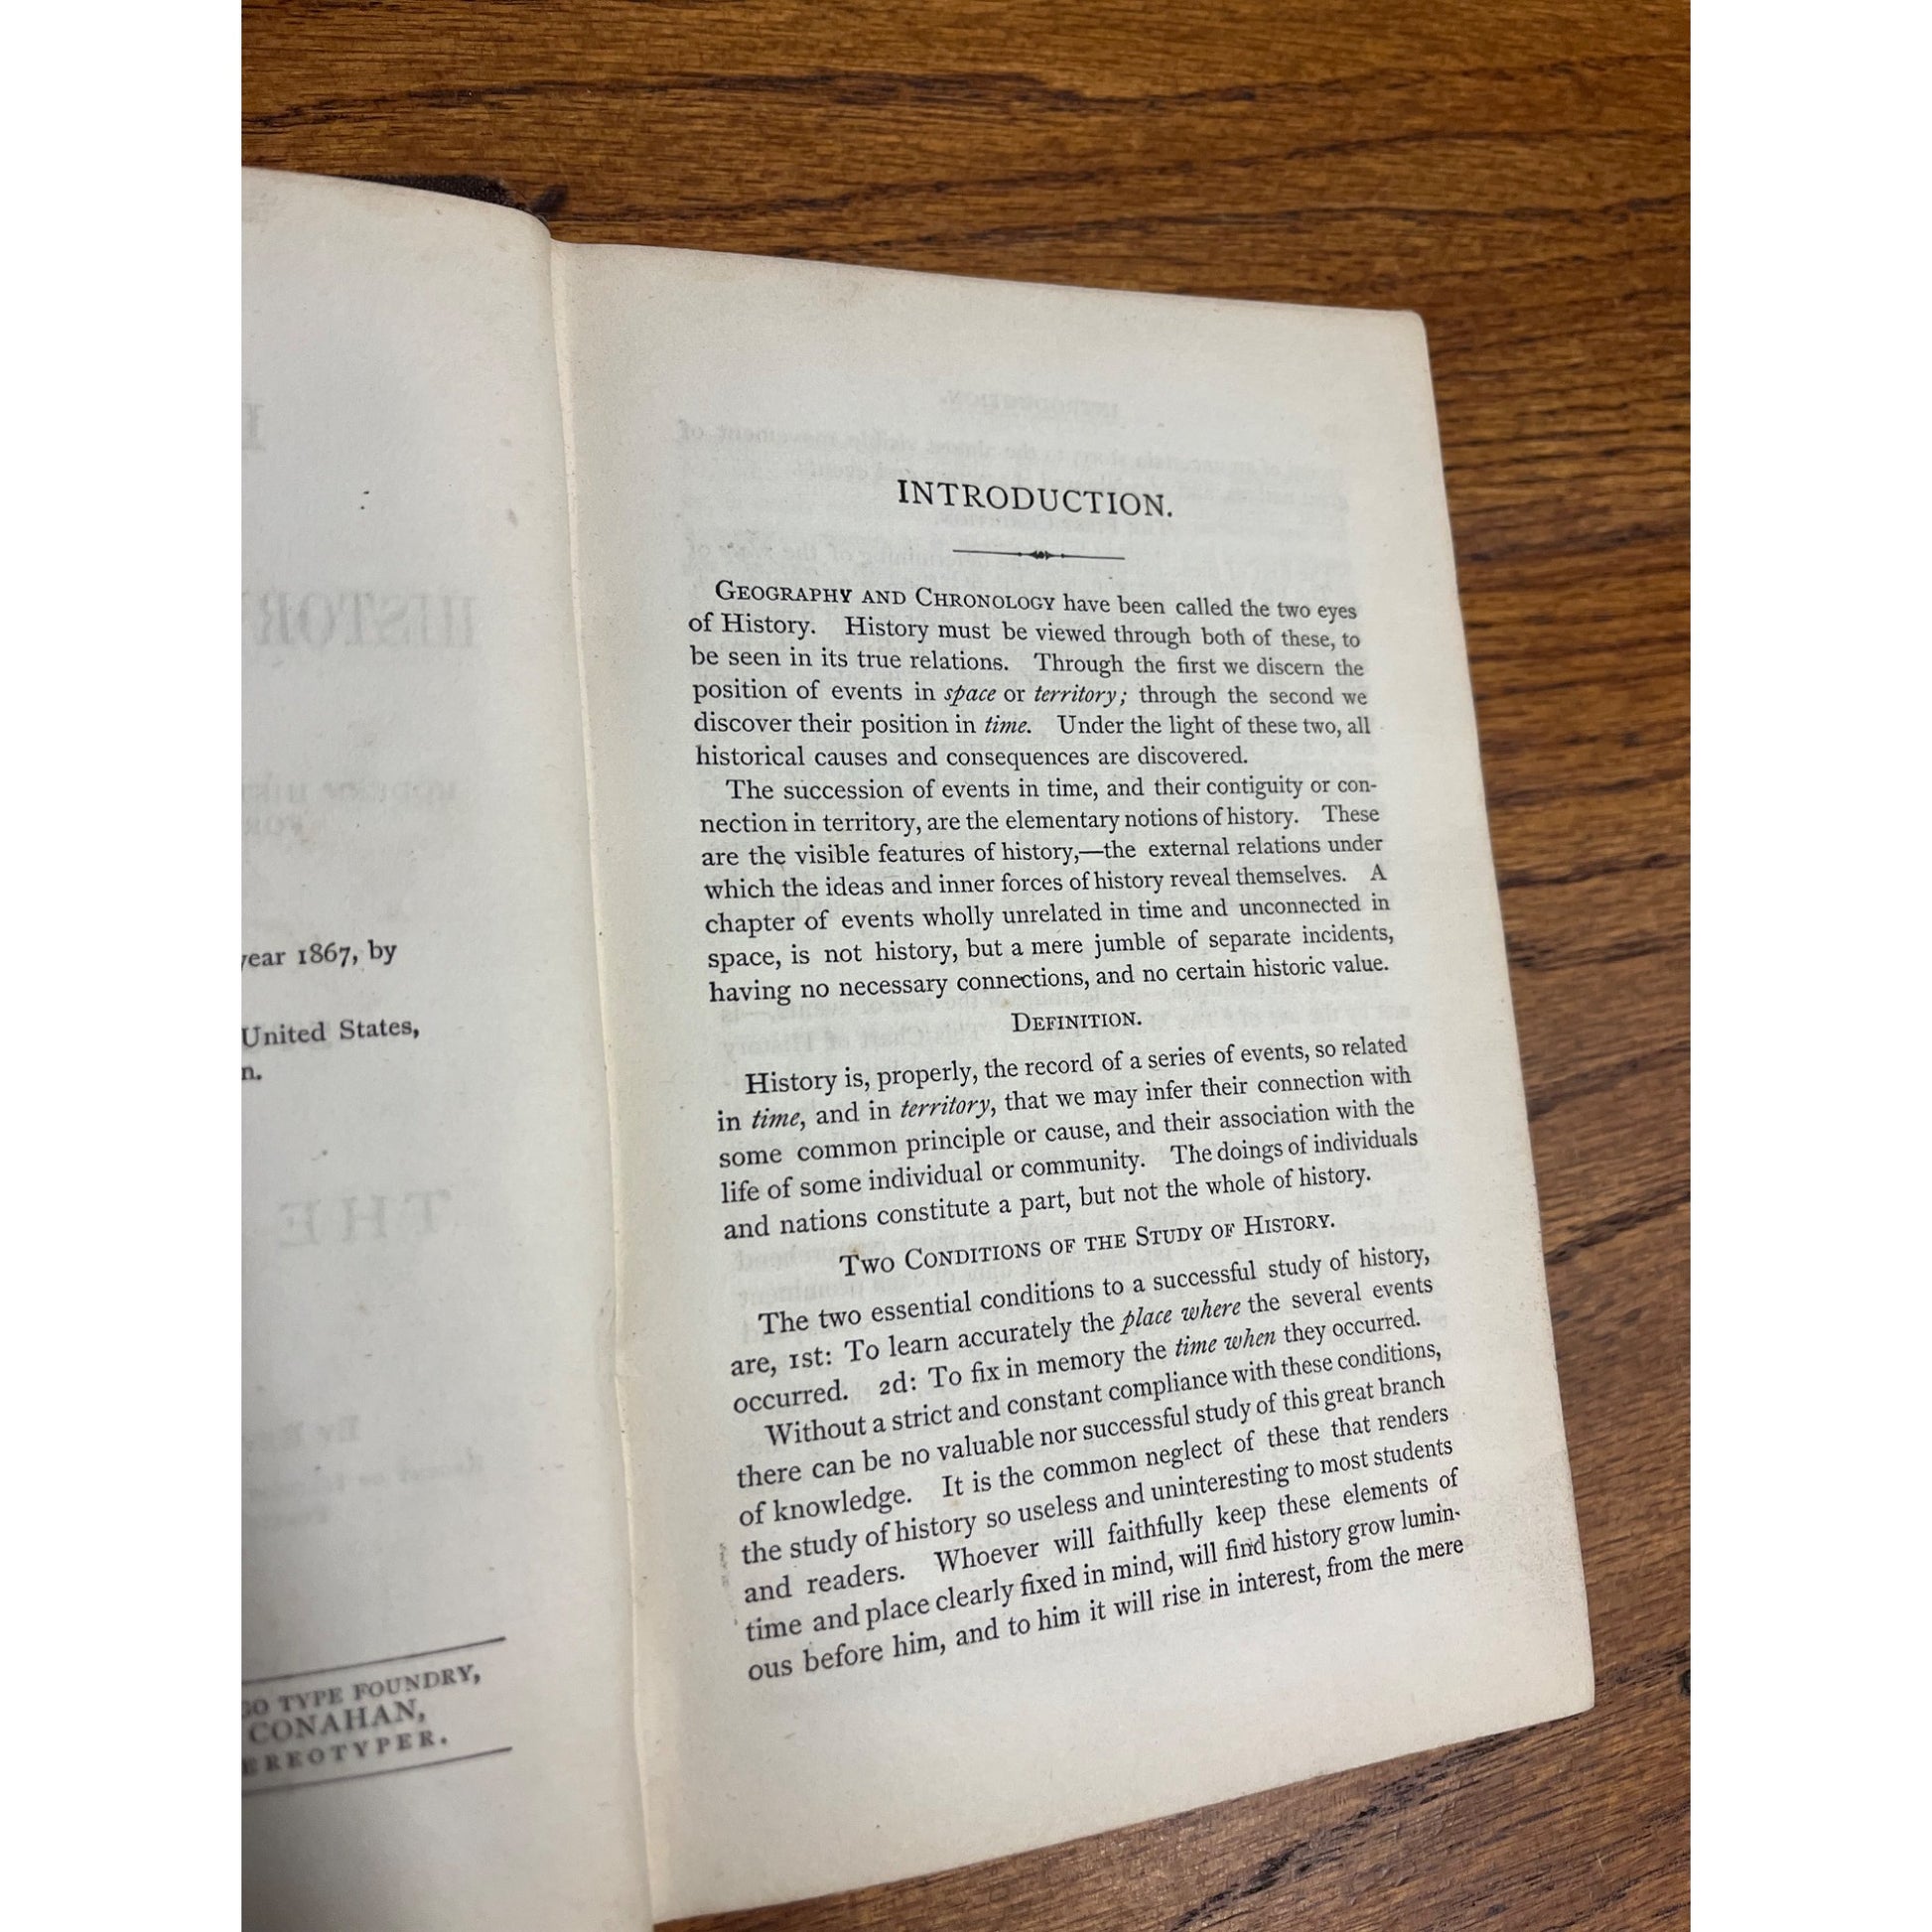 year 1867, by
United States,
n.
GO TYPE FOUNDRY,
CONAHAN,
EREOTYPER.
INTRODUCTION.
GEOGRAPHY AND CHRONOLOGY have been called the two eyes
of History. History must be viewed through both of these, to
be seen in its true relations. Through the first we discern the
position of events in space or territory; through the second we
discover their position in time. Under the light of these two, all
historical causes and consequences are discovered.
The succession of events in time, and their contiguity or con-
nection in territory, are the elementary notions of history. These
are the visible features of history,—the external relations under
which the ideas and inner forces of history reveal themselves. A
chapter of events wholly unrelated in time and unconnected in
space, is not history, but a mere jumble of separate incidents,
having no necessary connections, and no certain historic value.
DEFINITION.
History is, properly, the record of a series of events, so related
in time, and in territory, that we may infer their connection with
some common principle or cause, and their association with the
life of some individual or community. The doings of individuals
and nations constitute a part, but not the whole of history.
TWO CONDITIONS OF THE STUDY OF HISTORY.
The two essential conditions to a successful study of history,
are, 1st: To learn accurately the place where the several events
occurred. 2d: To fix in memory the time when they occurred.
Without a strict and constant compliance with these conditions,
there can be no valuable nor successful study of this great branch
of knowledge. It is the common neglect of these that renders
the study of history so useless and uninteresting to most students
and readers. Whoever will faithfully keep these elements of
time and place clearly fixed in mind, will find history grow lumin-
ous before him, and to him it will rise in interest, from the mere